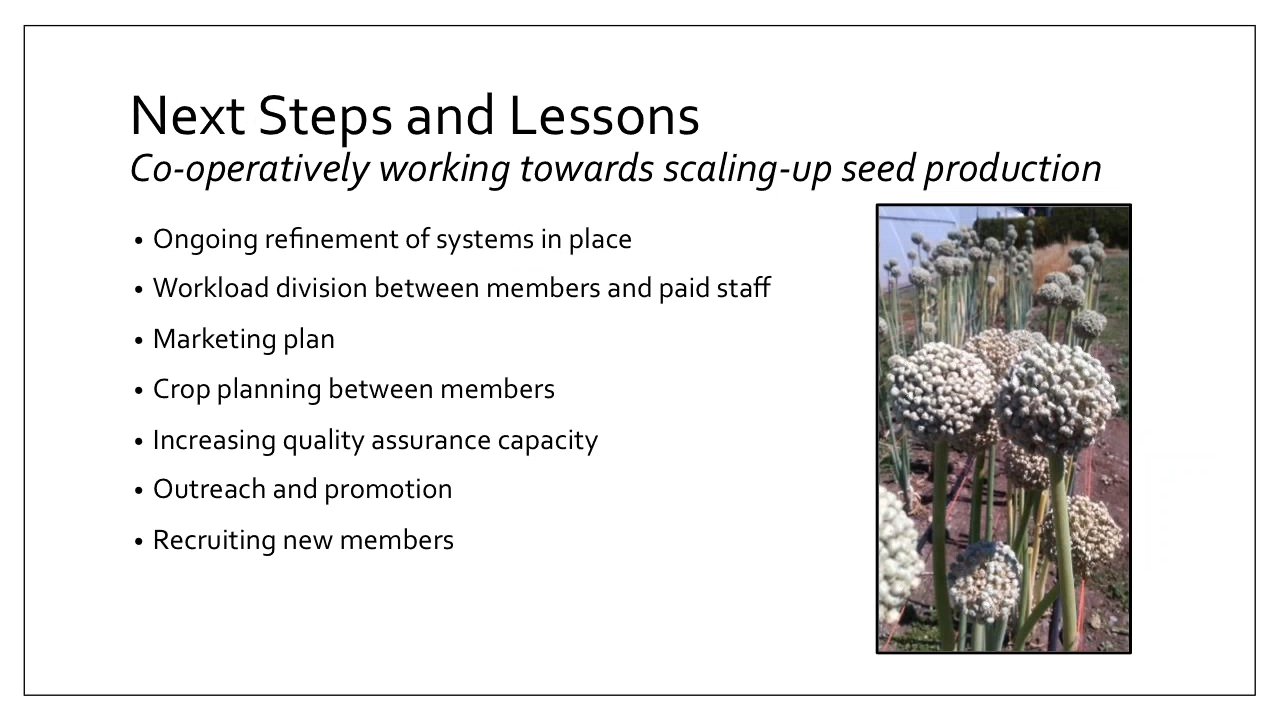 Next Steps and Lessons
Co-operatively working towards scaling-up seed production
• Ongoing refinement of systems in place
• Workload division between members and paid staff
• Marketing plan
• Crop planning between members
• Increasing quality assurance capacity
• Outreach and promotion
• Recruiting new members